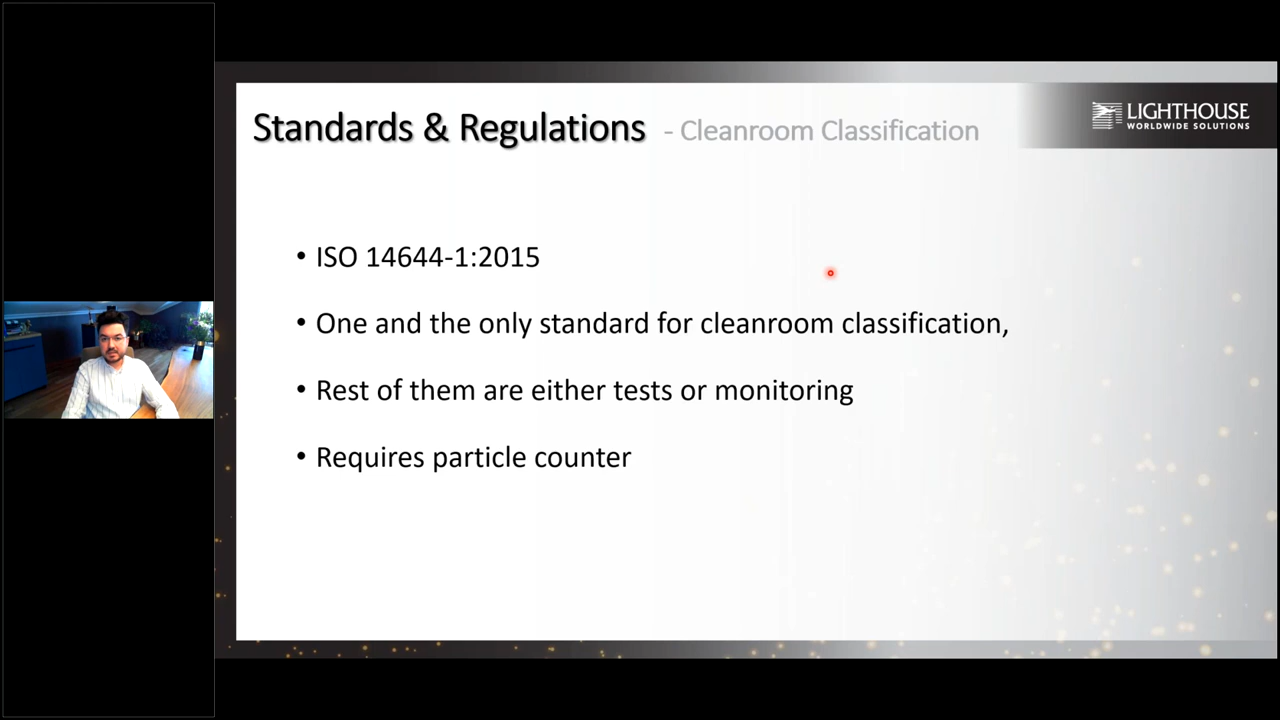 Standards & Regulations - Cleanroom Classification
LIGHTHOUSE
WORLDWIDE SOLUTIONS
• ISO 14644-1:2015
• One and the only standard for cleanroom classification,
• Rest of them are either tests or monitoring
• Requires particle counter